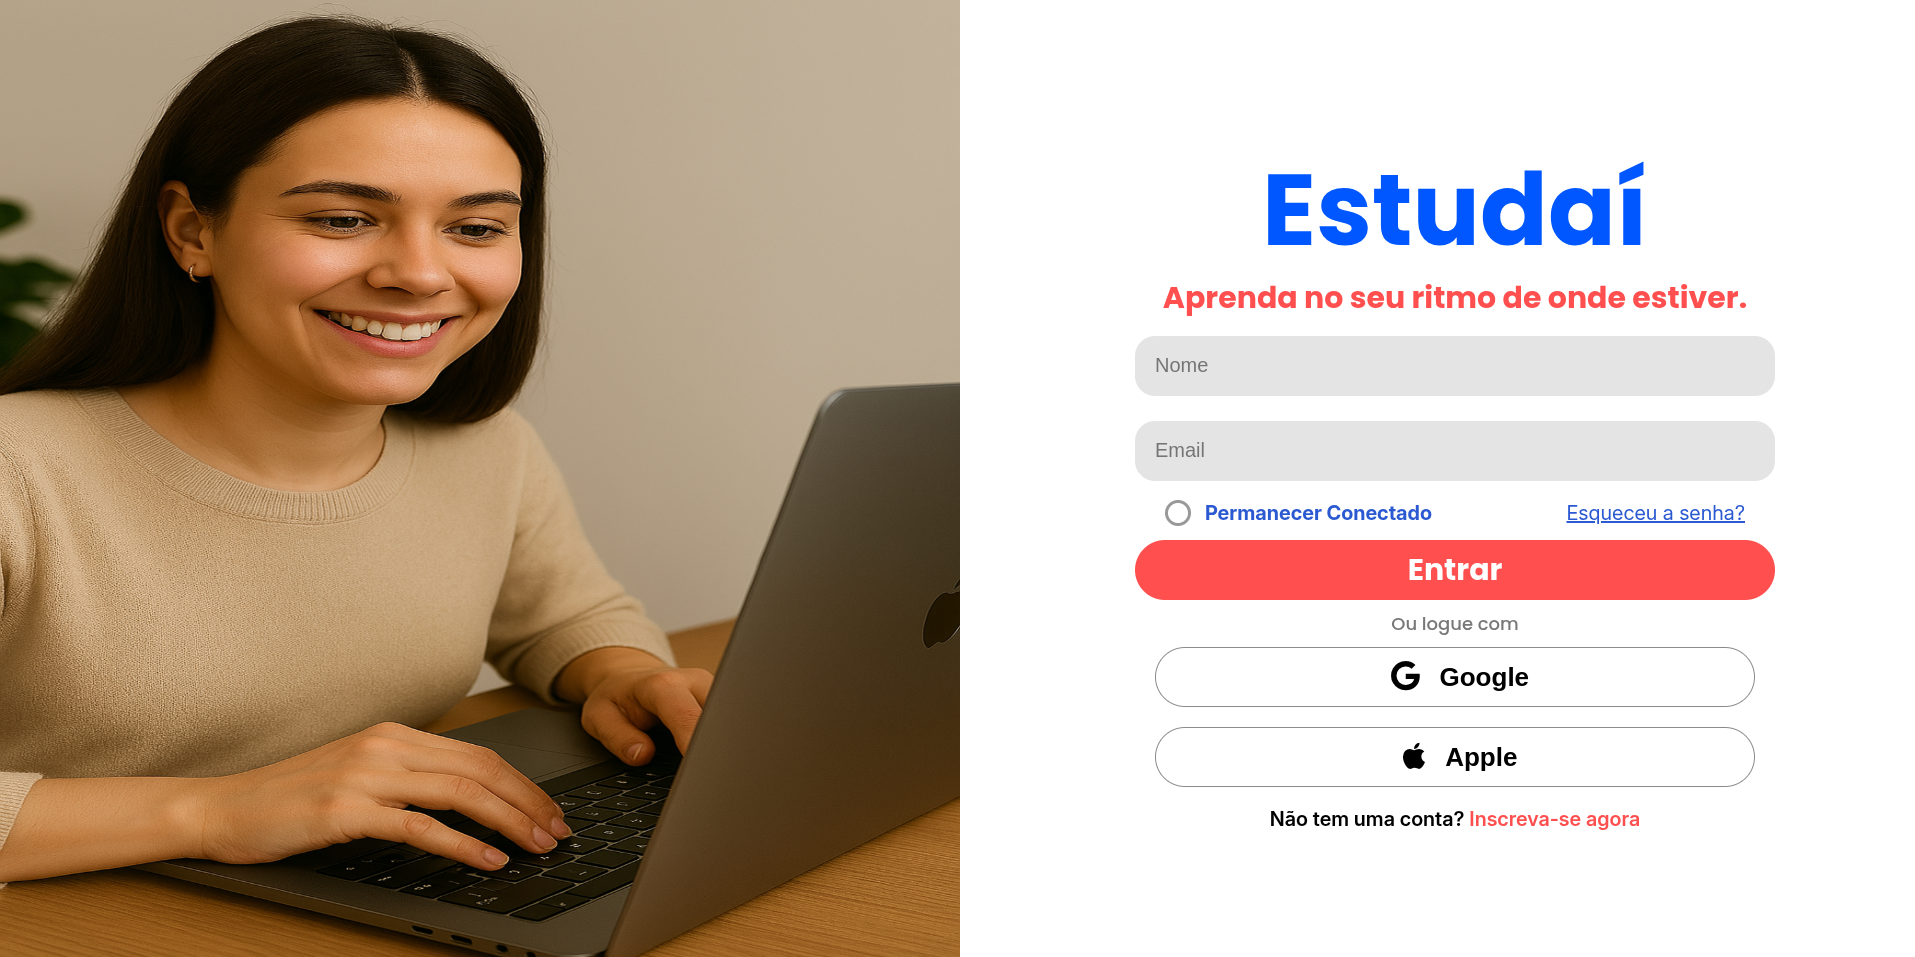 Estudaí
Aprenda no seu ritmo de onde estiver.
Nome
Email
Permanecer Conectado
Esqueceu a senha?
Entrar
Ou logue com
Google
Apple
Não tem uma conta? Inscreva-se agora